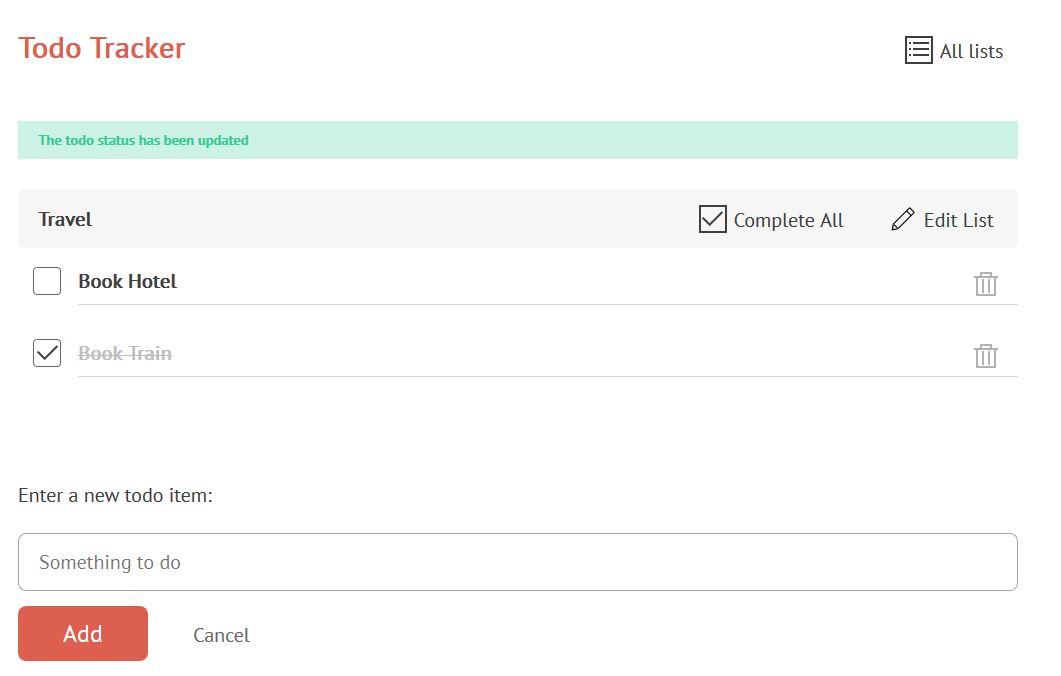 Todo Tracker
All lists
The todo status has been updated
Travel
Complete All
Edit List
Book Hotel
Book Train
Enter a new todo item:
Something to do
Add
Cancel